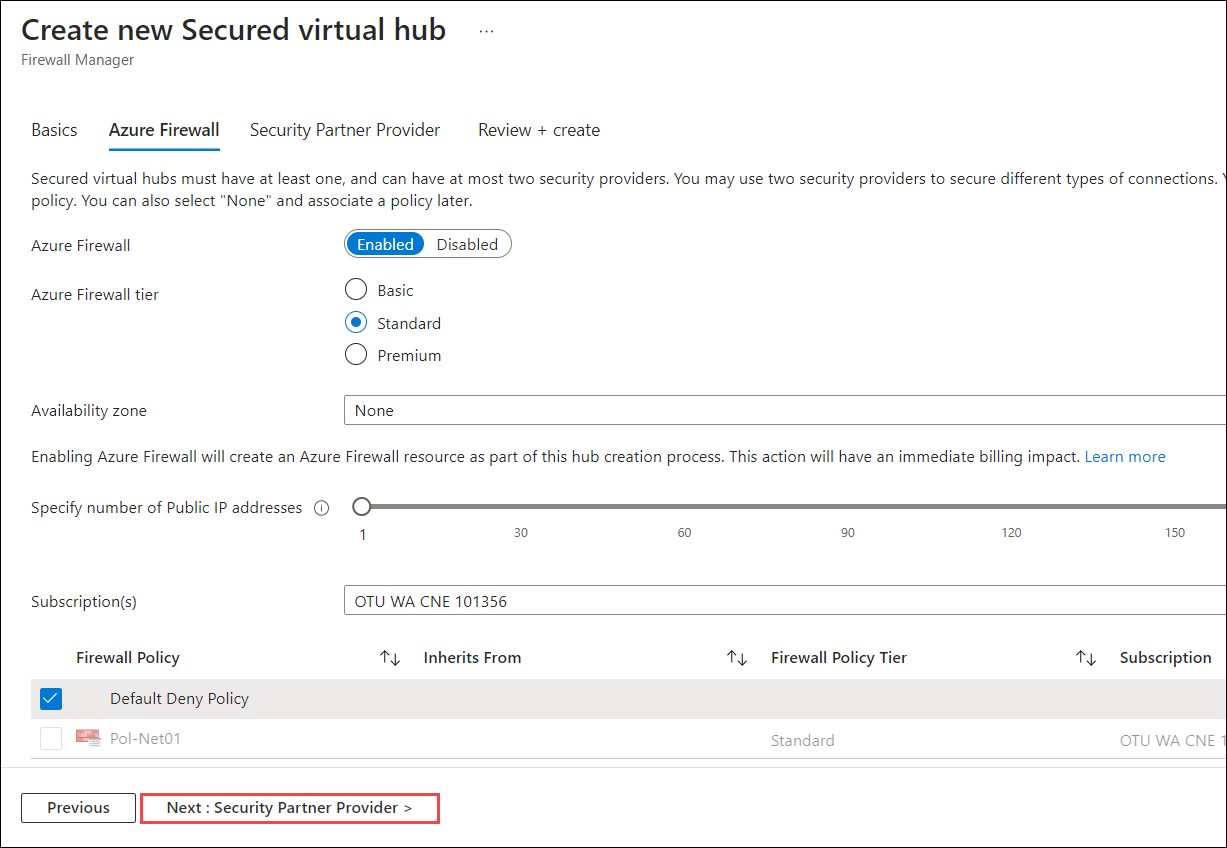 Create new Secured virtual hub ...
Firewall Manager
Basics Azure Firewall Security Partner Provider Review + create
Secured virtual hubs must have at least one, and can have at most two security providers. You may use two security providers to secure different types of connections.
policy. You can also select "None" and associate a policy later.
Azure Firewall Enabled Disabled
Azure Firewall tier Basic
Standard
Premium
Availability zone None
Enabling Azure Firewall will create an Azure Firewall resource as part of this hub creation process. This action will have an immediate billing impact. Learn more
Specify number of Public IP addresses
1 30 60 90 120 150
Subscription(s) OTU WA CNE 101356
Firewall Policy Inherits From Firewall Policy Tier Subscription
Default Deny Policy
Pol-Net01 Standard OTU WA CNE 1
Previous Next : Security Partner Provider >